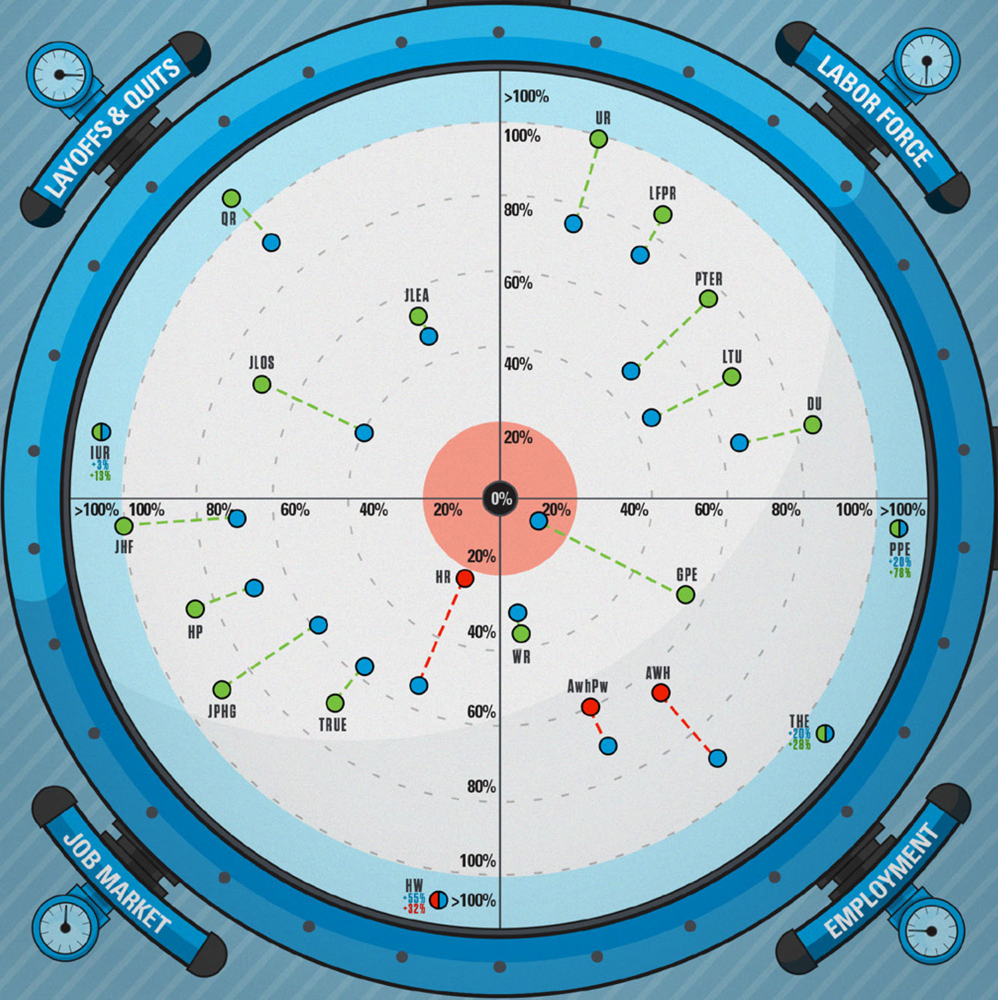 LAYOFFS & QUITS
LABOR FORCE
>100%
100%
80%
60%
40%
20%
0%
UR
LFPR
PTER
LTU
DU
QR
JLEA
JLOS
IUR
+3%
+13%
>100% 100% 80% 60% 40% 20%
20% 40% 60% 80% 100% >100%
JHF
HP
JPHG
TRUE
HR
HW
+55%
+32%
20%
40%
60%
80%
100%
>100%
PPE
+20%
+78%
GPE
WR
AwhPw
AWH
THE
+20%
+28%
JOB MARKET
EMPLOYMENT